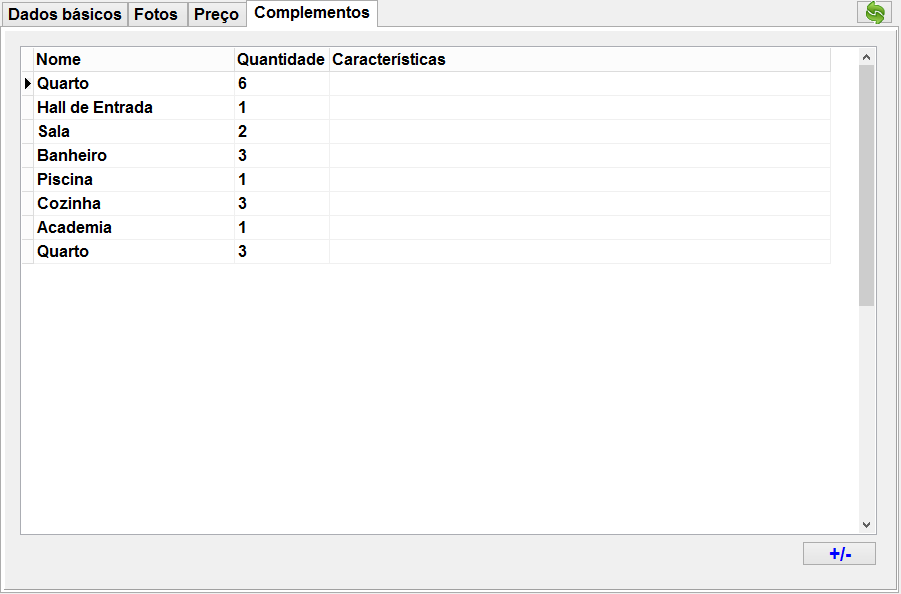 Dados básicos Fotos Preço Complementos
Nome Quantidade Características
Quarto 6
Hall de Entrada 1
Sala 2
Banheiro 3
Piscina 1
Cozinha 3
Academia 1
Quarto 3
+/-